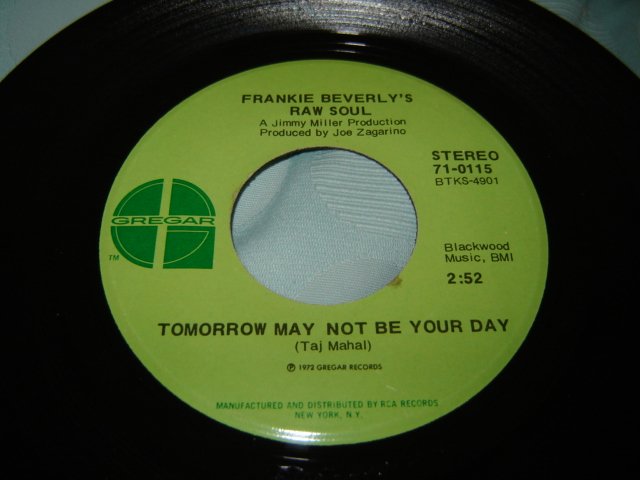 FRANKIE BEVERLY'S
RAW SOUL
A Jimmy Miller Production
Produced by Joe Zagarino
STEREO
71-0115
BTKS-4901
GREGAR
TM
Blackwood
Music, BMI
2:52
TOMORROW MAY NOT BE YOUR DAY
(Taj Mahal)
℗ 1972 GREGAR RECORDS
MANUFACTURED AND DISTRIBUTED BY RCA RECORDS
NEW YORK, N.Y.